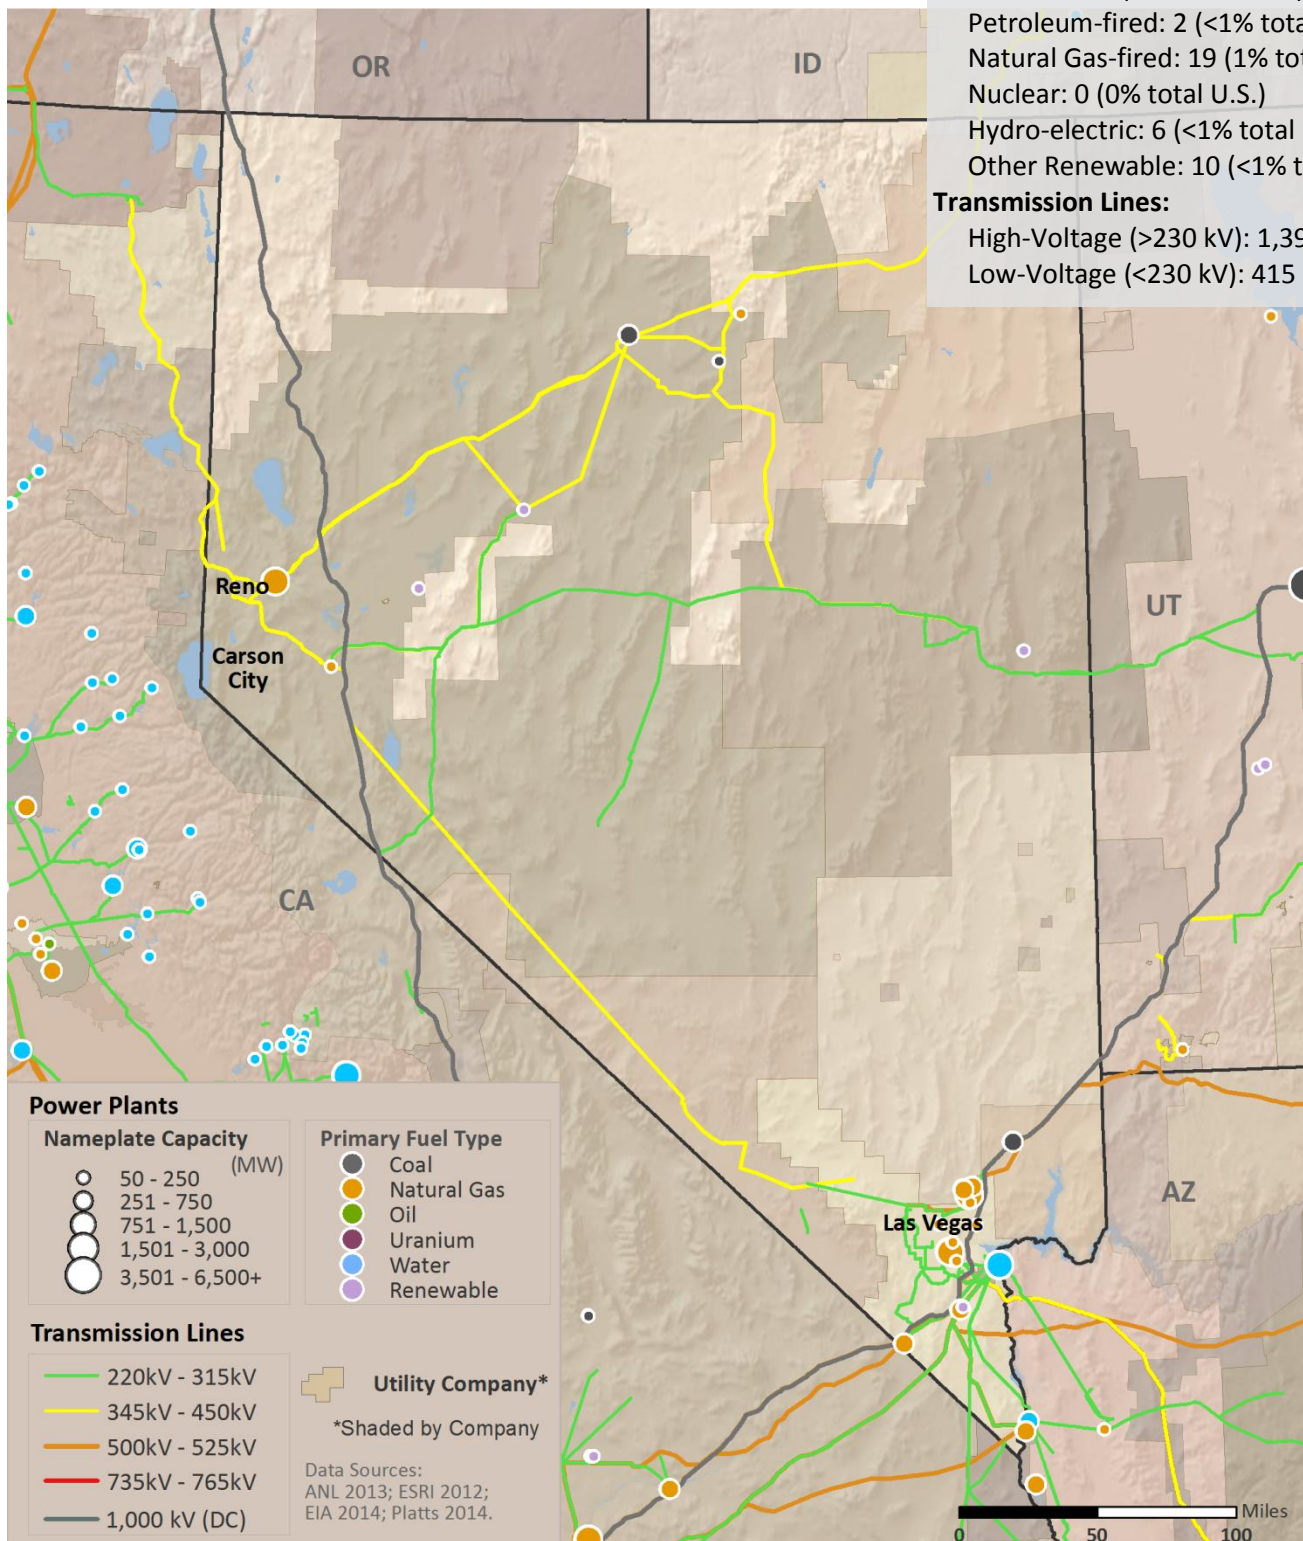 Petroleum-fired: 2 (<1%
Natural Gas-fired: 19 (1%
Nuclear: 0 (0% total U.S.)
Hydro-electric: 6 (<1% total
Other Renewable: 10 (<1%
Transmission Lines:
High-Voltage (>230 kV):
Low-Voltage (<230 kV): 415
OR
ID
Reno
UT
Carson
City
CA
Las Vegas
AZ
Power Plants
Nameplate Capacity
(MW)
50 - 250
251 - 750
751 - 1,500
1,501 - 3,000
3,501 - 6,500+
Primary Fuel Type
Coal
Natural Gas
Oil
Uranium
Water
Renewable
Transmission Lines
220kV - 315kV
345kV - 450kV
500kV - 525kV
735kV - 765kV
1,000 kV (DC)
Utility Company*
*Shaded by Company
Data Sources:
ANL 2013; ESRI 2012;
EIA 2014; Platts 2014.
Miles
0 50 100